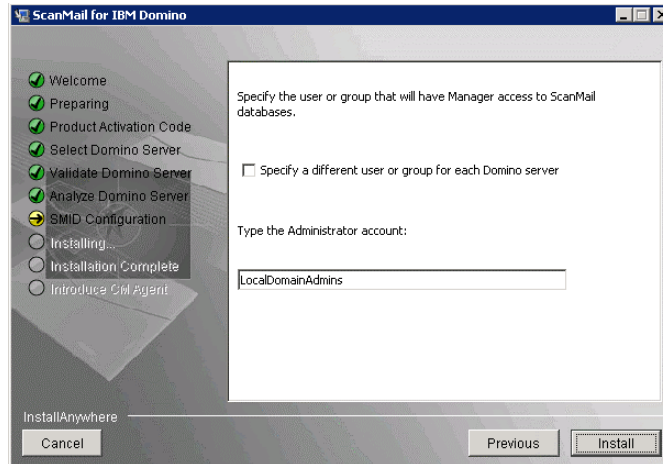 ScanMail for IBM Domino
Welcome
Preparing
Product Activation Code
Select Domino Server
Validate Domino Server
Analyze Domino Server
SMID Configuration
Installing...
Installation Complete
Introduce CM Agent
Specify the user or group that will have Manager access to ScanMail
databases.
Specify a different user or group for each Domino server
Type the Administrator account:
LocalDomainAdmins
InstallAnywhere
Cancel
Previous
Install